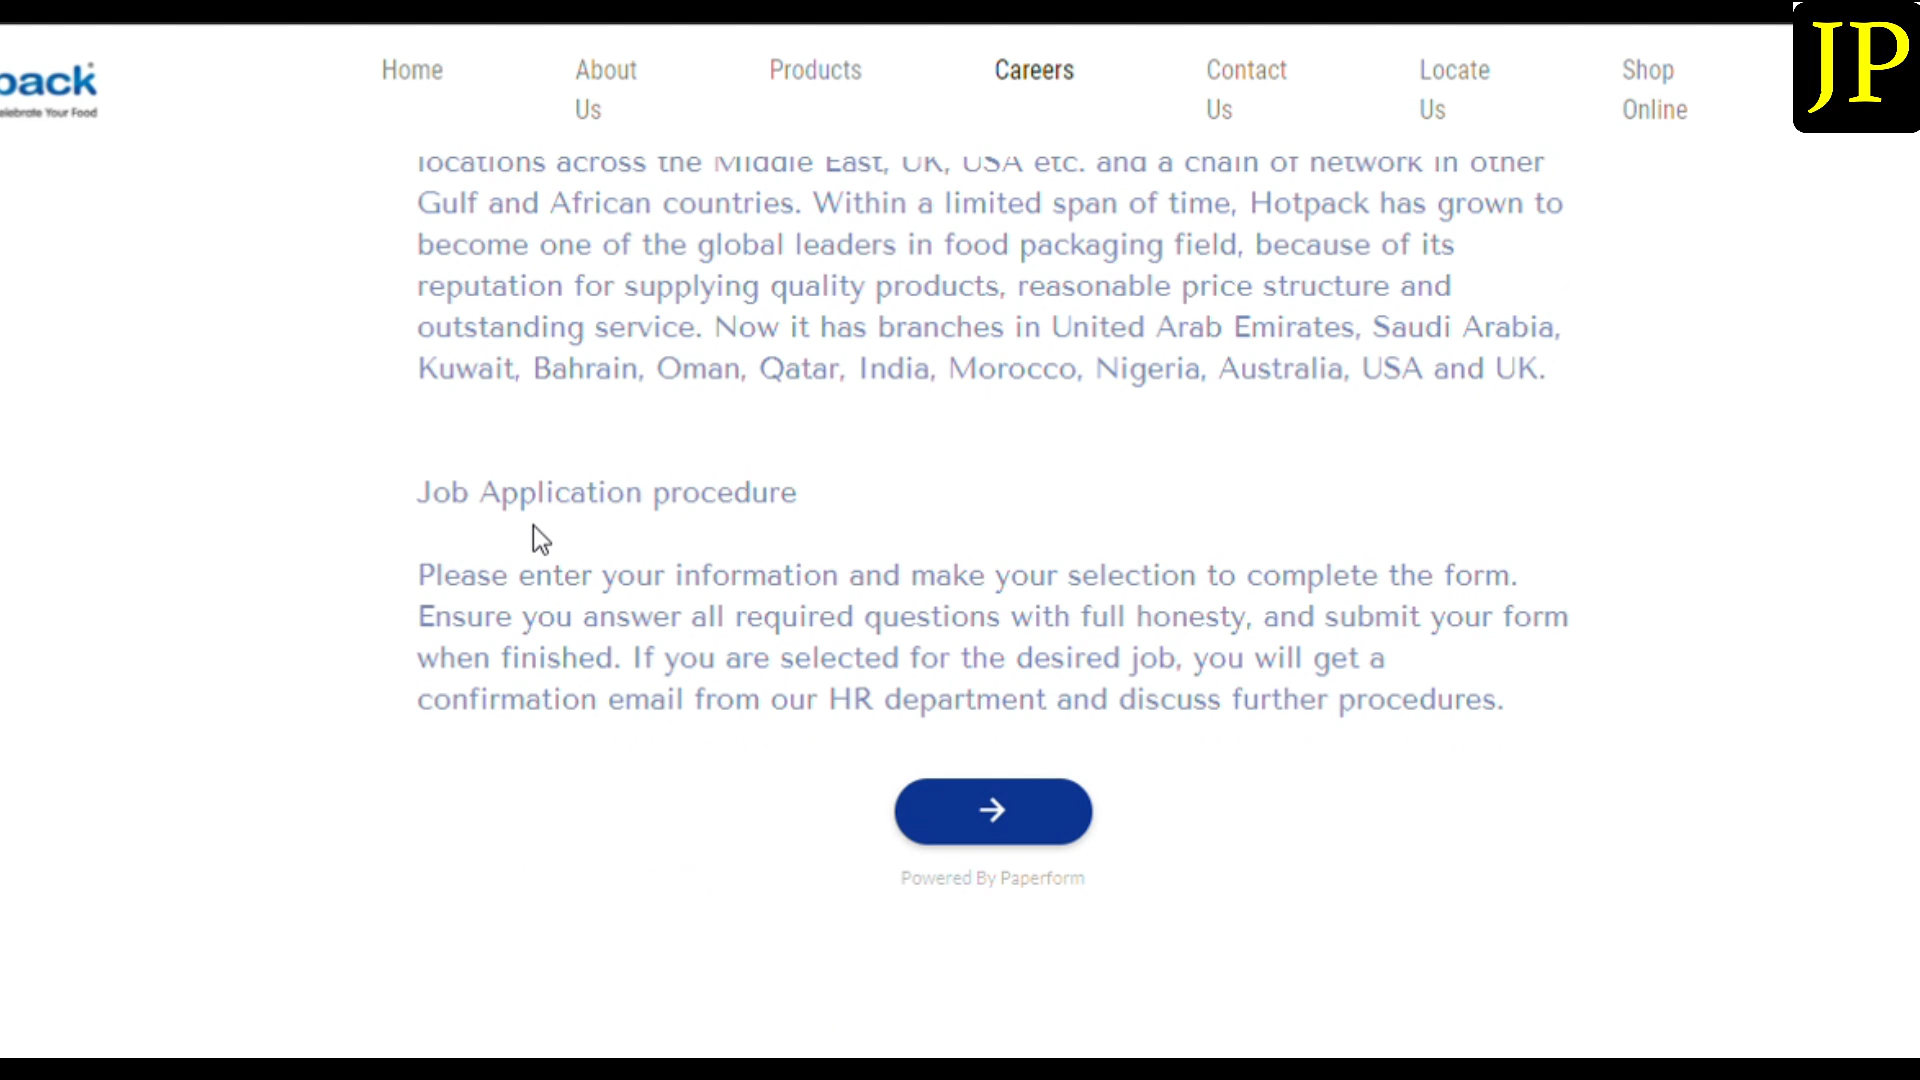 JP
pack
elebrate Your Food
Home
About
Us
Products
Careers
Contact
Us
Locate
Us
Shop
Online
locations across the Middle East, UK, USA etc. and a chain of network in other
Gulf and African countries. Within a limited span of time, Hotpack has grown to
become one of the global leaders in food packaging field, because of its
reputation for supplying quality products, reasonable price structure and
outstanding service. Now it has branches in United Arab Emirates, Saudi Arabia,
Kuwait, Bahrain, Oman, Qatar, India, Morocco, Nigeria, Australia, USA and UK.
Job Application procedure
Please enter your information and make your selection to complete the form.
Ensure you answer all required questions with full honesty, and submit your form
when finished. If you are selected for the desired job, you will get a
confirmation email from our HR department and discuss further procedures.
Powered By Paperform